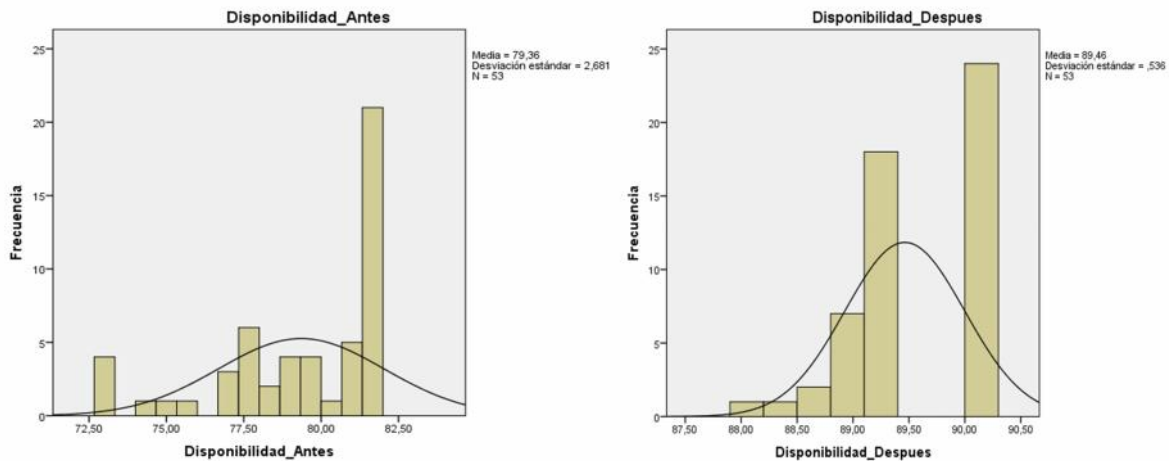 Disponibilidad_Antes
25
20
15
10
5
0
Frecuencia
72,50
75,00
77,50
80,00
82,50
Disponibilidad_Antes
Media = 79,36
Desviación estándar = 2,681
N = 53
Disponibilidad_Despues
25
20
15
10
5
0
Frecuencia
87,50
88,00
88,50
89,00
89,50
90,00
90,50
Disponibilidad_Despues
Media = 89,46
Desviación estándar = ,536
N = 53